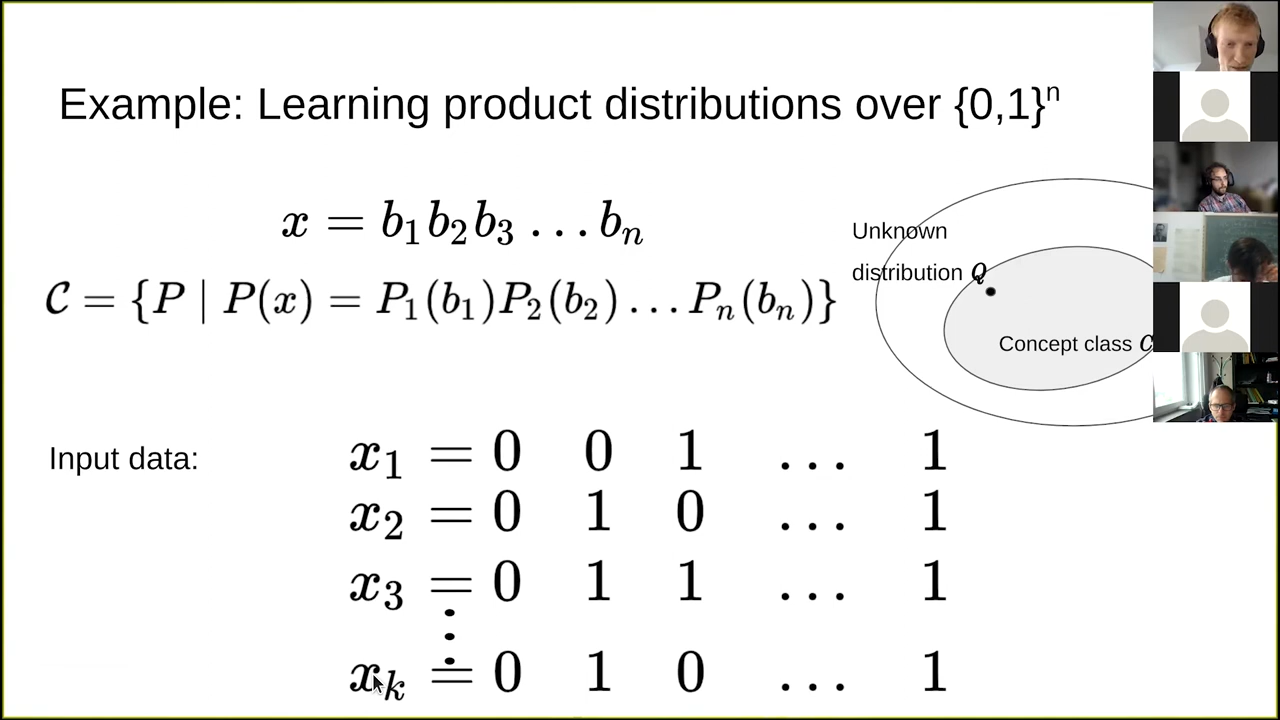 Example: Learning product distributions over {0,1}ⁿ
x = b₁b₂b₃ … bₙ
𝒞 = {P | P(x) = P₁(b₁)P₂(b₂) … Pₙ(bₙ)}
Unknown
distribution Q
Concept class 𝒞
Input data:
x₁ = 0 0 1 … 1
x₂ = 0 1 0 … 1
x₃ = 0 1 1 … 1
⋮
xₖ = 0 1 0 … 1